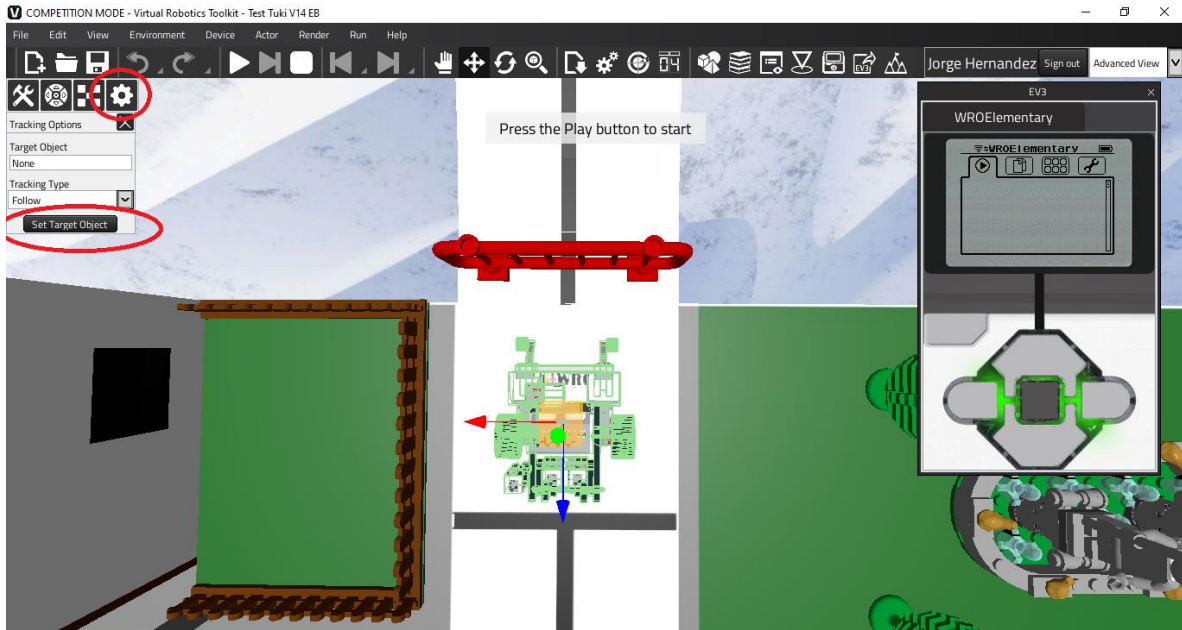 COMPETITION MODE - Virtual Robotics Toolkit - Test Tuki V14 EB
File Edit View Environment Device Actor Render Run Help
EV3
Jorge Hernandez Sign out Advanced View
EV3
WROElementary
WROElementary
Tracking Options
Target Object
None
Tracking Type
Follow
Set Target Object
Press the Play button to start
WRO